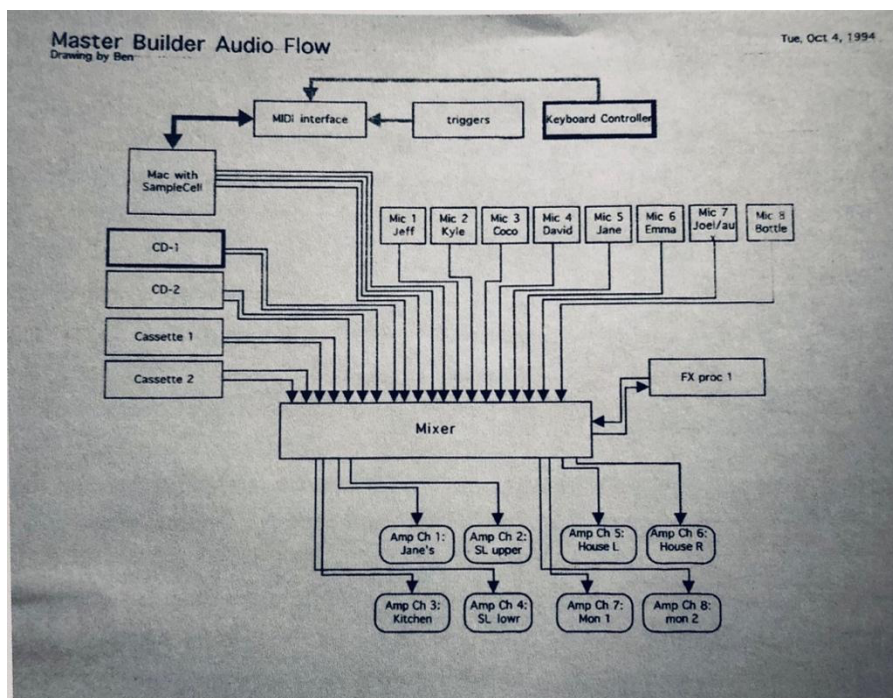 Master Builder Audio Flow
Tue, Oct 4, 1994
Drawing by Ben
MIDi interface
triggers
Keyboard Controller
Mac with
SampleCell
Mic 1
Jeff
Mic 2
Kyle
Mic 3
Coco
Mic 4
David
Mic 5
Jane
Mic 6
Emma
Mic 7
Joel/au
x
Mic 8
Bottle
CD-1
CD-2
Cassette 1
Cassette 2
FX proc 1
Mixer
Amp Ch 1:
Jane's
Amp Ch 2:
SL upper
Amp Ch 5:
House L
Amp Ch 6:
House R
Amp Ch 3:
Kitchen
Amp Ch 4:
SL lowr
Amp Ch 7:
Mon 1
Amp Ch 8:
mon 2